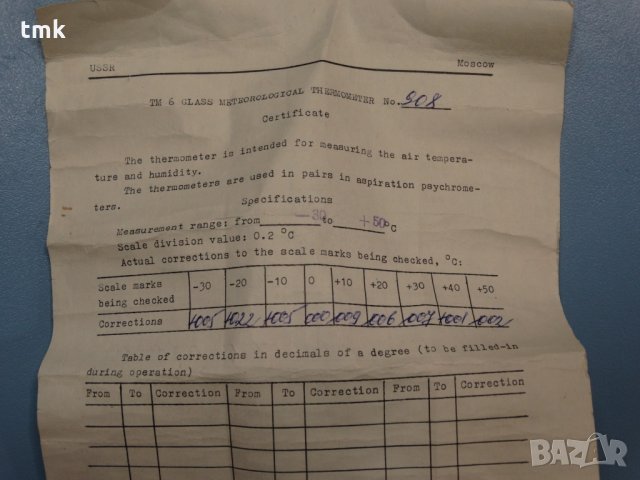 tmk
USSR Moscow
TM 6 GLASS METEOROLOGICAL THERMOMETER No. 908
Certificate
The thermometer is intended for measuring the air tempera-
ture and humidity.
The thermometers are used in pairs in aspiration psychrome-
ters.
Specifications
Measurement range: from -30 to +50°C
Scale division value: 0.2 °C
Actual corrections to the scale marks being checked, °C:
Scale marks being checked -30 -20 -10 0 +10 +20 +30 +40 +50
Corrections
Table of corrections in decimals of a degree (to be filled-in
during operation)
From To Correction From To Correction From To Correction
BAZAR